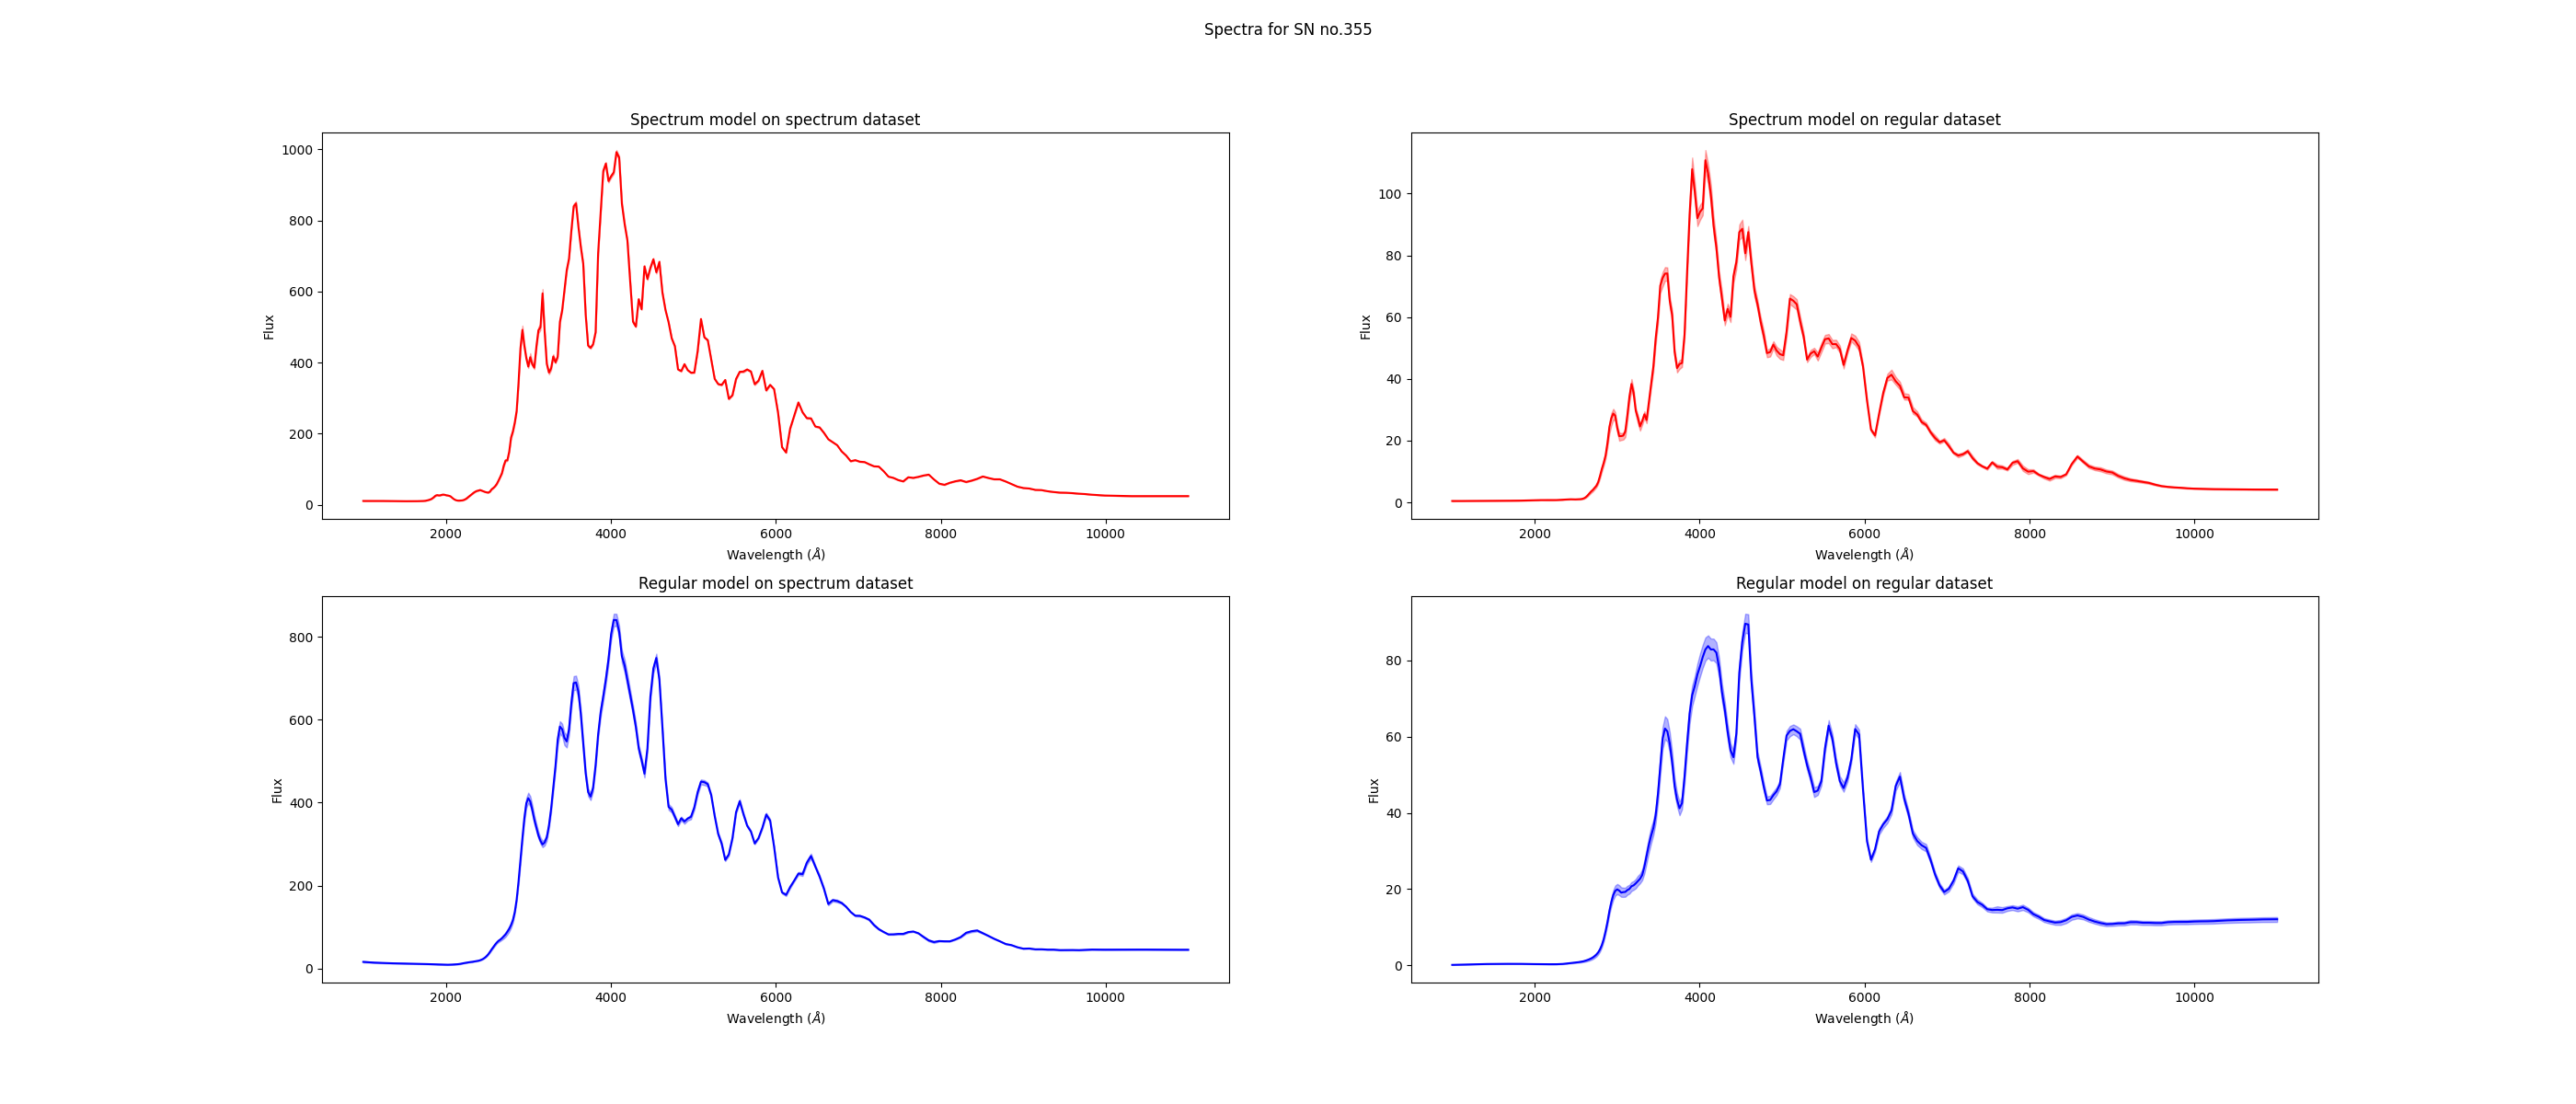 Spectra for SN no.355
Spectrum model on spectrum dataset
1000
800
600
400
200
0
Flux
2000 4000 6000 8000 10000
Wavelength (Å)
Spectrum model on regular dataset
100
80
60
40
20
0
Flux
2000 4000 6000 8000 10000
Wavelength (Å)
Regular model on spectrum dataset
800
600
400
200
0
Flux
2000 4000 6000 8000 10000
Wavelength (Å)
Regular model on regular dataset
80
60
40
20
0
Flux
2000 4000 6000 8000 10000
Wavelength (Å)